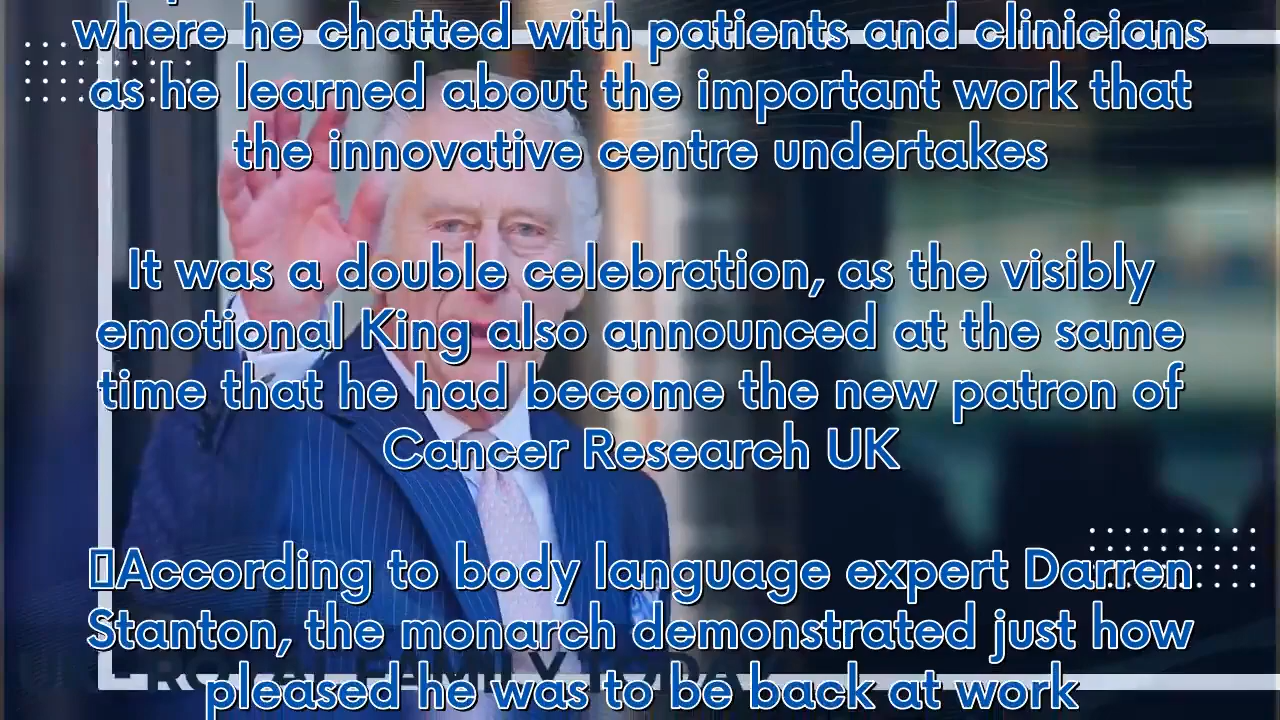 where he chatted with patients and clinicians
as he learned about the important work that
the innovative centre undertakes
It was a double celebration, as the visibly
emotional King also announced at the same
time that he had become the new patron of
Cancer Research UK
According to body language expert Darren
Stanton, the monarch demonstrated just how
ROYAL FAMILY TODAY
pleased he was to be back at work